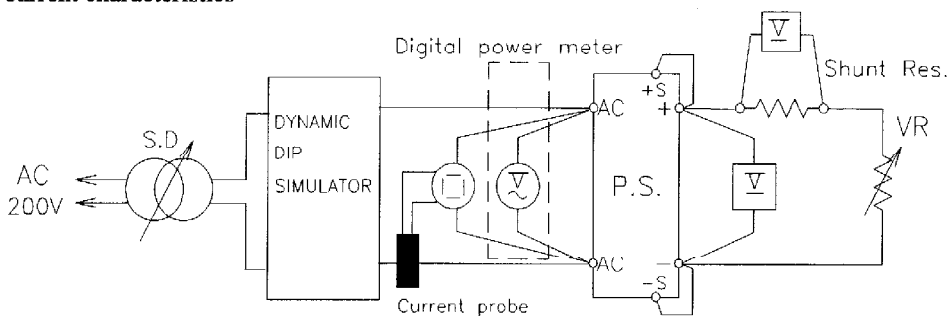 Digital power meter
V
Shunt Res.
+S
AC
+
DYNAMIC
DIP
SIMULATOR
S.D
VR
AC
200V
V
P.S.
V
AC
-
-S
Current probe